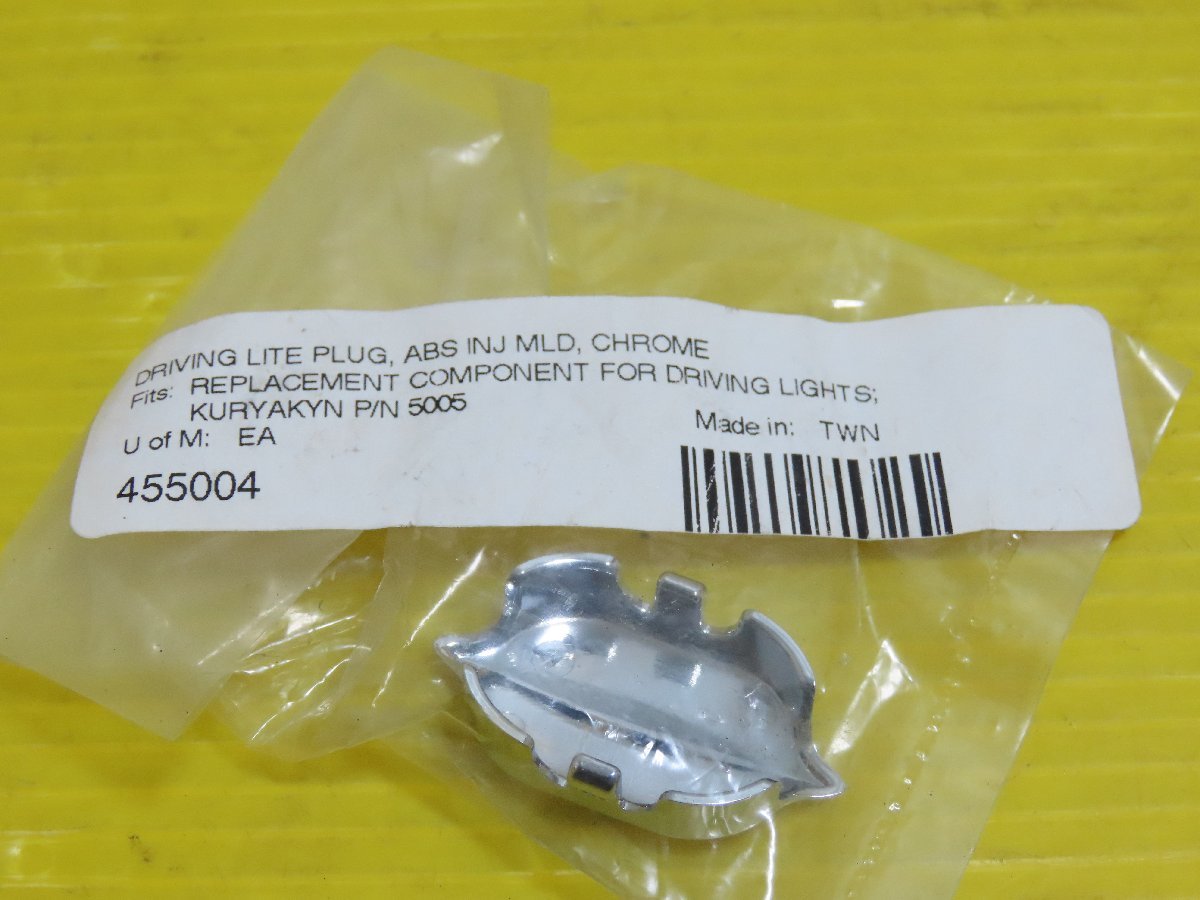 DRIVING LITE PLUG, ABS INJ MLD, CHROME
Fits: REPLACEMENT COMPONENT FOR DRIVING LIGHTS;
KURYAKYN P/N 5005
U of M: EA
Made in: TWN
455004